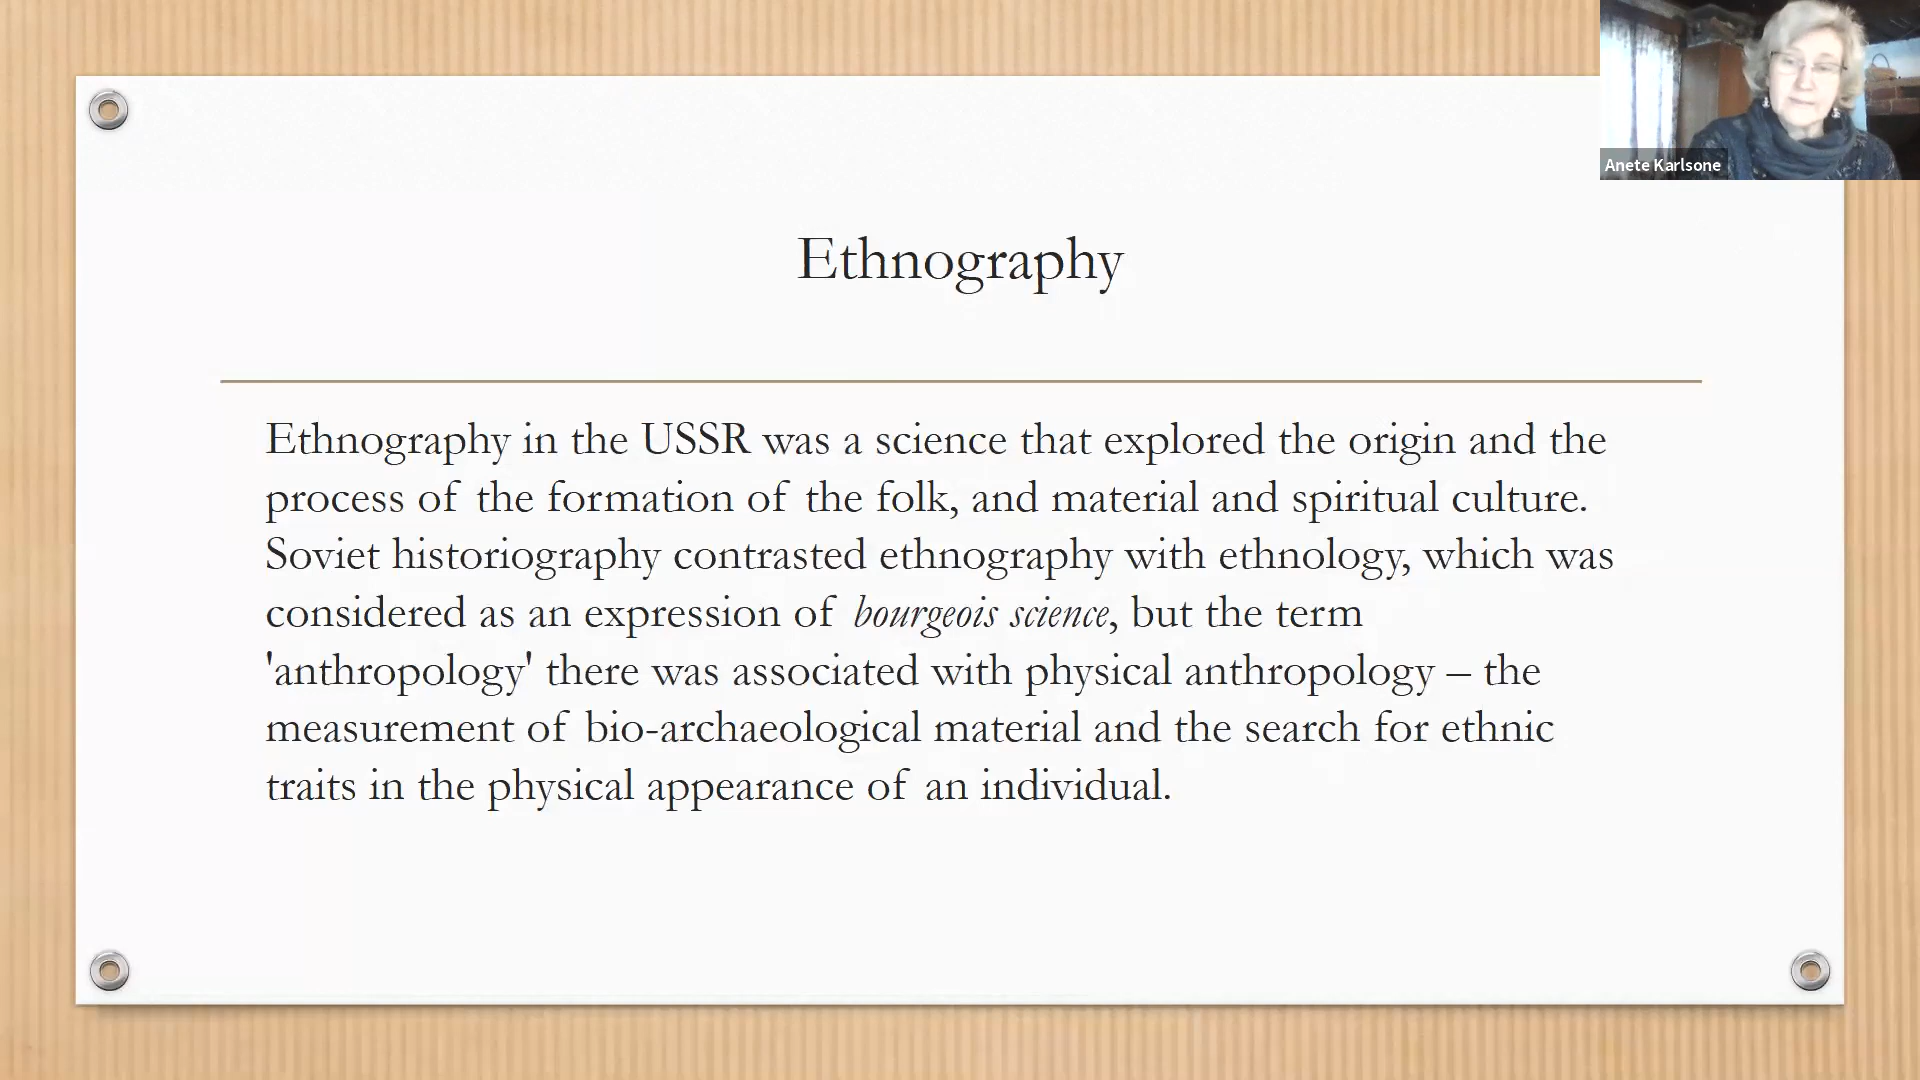 Anete Karlsone
Ethnography
Ethnography in the USSR was a science that explored the origin and the
process of the formation of the folk, and material and spiritual culture.
Soviet historiography contrasted ethnography with ethnology, which was
considered as an expression of bourgeois science, but the term
'anthropology' there was associated with physical anthropology – the
measurement of bio-archaeological material and the search for ethnic
traits in the physical appearance of an individual.